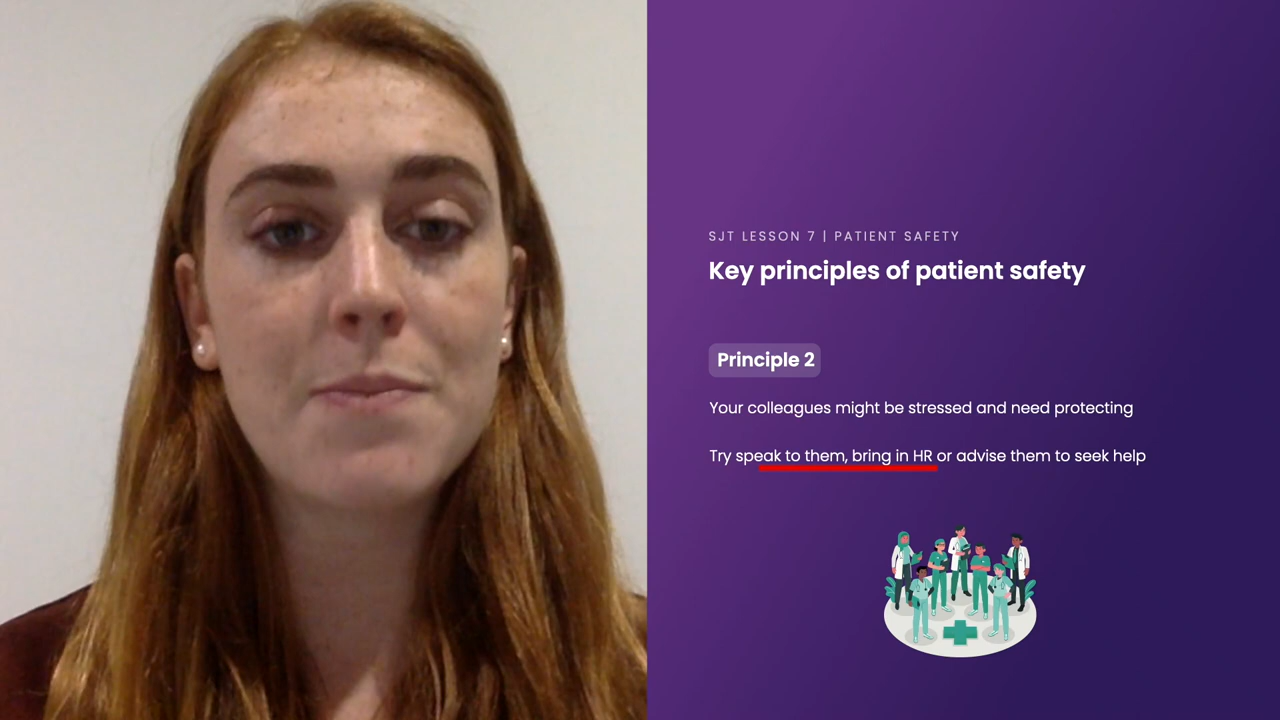 SJT LESSON 7 | PATIENT SAFETY
Key principles of patient safety
Principle 2
Your colleagues might be stressed and need protecting
Try speak to them, bring in HR or advise them to seek help